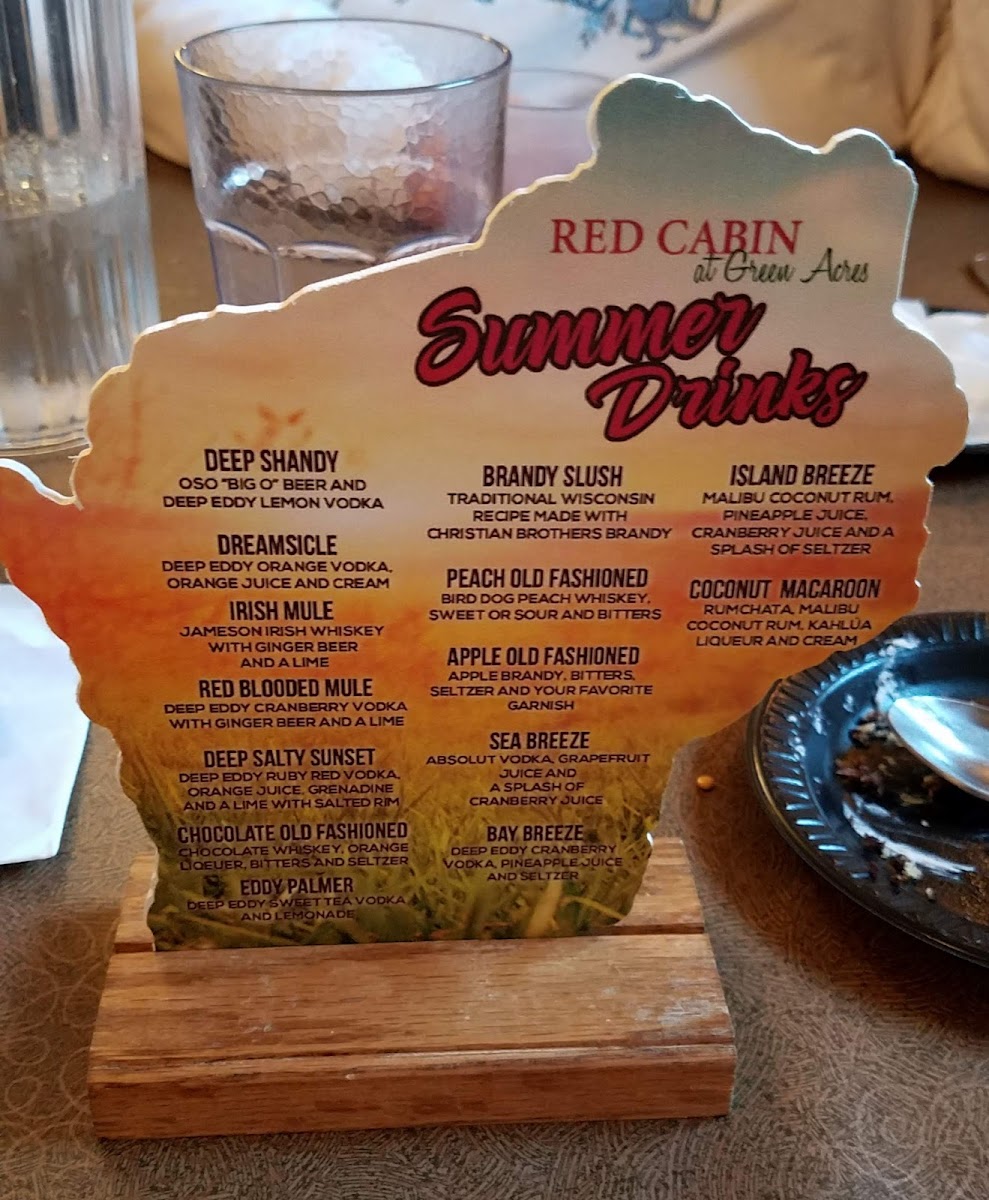 RED CABIN
at Green Acres
Summer
Drinks
DEEP SHANDY
OSO "BIG O" BEER AND
DEEP EDDY LEMON VODKA
DREAMSICLE
DEEP EDDY ORANGE VODKA,
ORANGE JUICE AND CREAM
IRISH MULE
JAMESON IRISH WHISKEY
WITH GINGER BEER
AND A LIME
RED BLOODED MULE
DEEP EDDY CRANBERRY VODKA
WITH GINGER BEER AND A LIME
DEEP SALTY SUNSET
DEEP EDDY RUBY RED VODKA,
ORANGE JUICE, GRENADINE
AND A LIME WITH SALTED RIM
CHOCOLATE OLD FASHIONED
CHOCOLATE WHISKEY, ORANGE
LIQEUER, BITTERS AND SELTZER
EDDY PALMER
DEEP EDDY SWEET TEA VODKA
AND LEMONADE
BRANDY SLUSH
TRADITIONAL WISCONSIN
RECIPE MADE WITH
CHRISTIAN BROTHERS BRANDY
PEACH OLD FASHIONED
BIRD DOG PEACH WHISKEY,
SWEET OR SOUR AND BITTERS
APPLE OLD FASHIONED
APPLE BRANDY, BITTERS,
SELTZER AND YOUR FAVORITE
GARNISH
SEA BREEZE
ABSOLUT VODKA, GRAPEFRUIT
JUICE AND
A SPLASH OF
CRANBERRY JUICE
BAY BREEZE
DEEP EDDY CRANBERRY
VODKA, PINEAPPLE JUICE
AND SELTZER
ISLAND BREEZE
MALIBU COCONUT RUM,
PINEAPPLE JUICE,
CRANBERRY JUICE AND A
SPLASH OF SELTZER
COCONUT MACAROON
RUMCHATA, MALIBU
COCONUT RUM, KAHLÚA
LIQUEUR AND CREAM